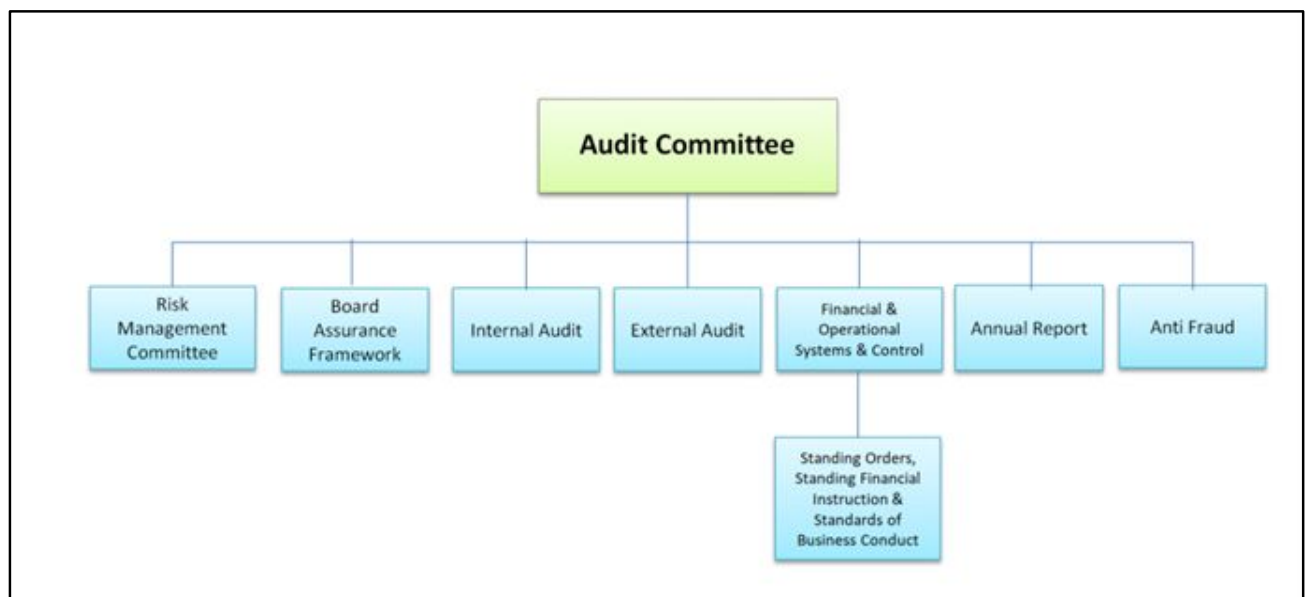 Audit Committee
Risk
Management
Committee
Board
Assurance
Framework
Internal Audit
External Audit
Financial &
Operational
Systems & Control
Annual Report
Anti Fraud
Standing Orders,
Standing Financial
Instruction &
Standards of
Business Conduct